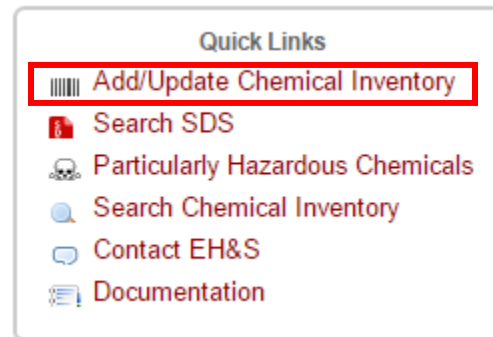 Quick Links
Add/Update Chemical Inventory
Search SDS
Particularly Hazardous Chemicals
Search Chemical Inventory
Contact EH&S
Documentation